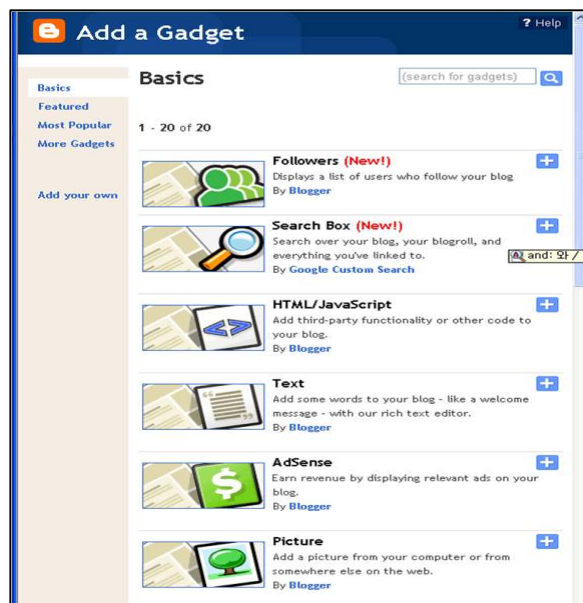 Add a Gadget
? Help
Basics
Featured
Most Popular
More Gadgets
Add your own
Basics
(search for gadgets)
1 - 20 of 20
Followers (New!)
Displays a list of users who follow your blog
By Blogger
Search Box (New!)
Search over your blog, your blogroll, and
everything you've linked to.
By Google Custom Search
and: 와 /
HTML/JavaScript
Add third-party functionality or other code to
your blog.
By Blogger
Text
Add some words to your blog - like a welcome
message - with our rich text editor.
By Blogger
AdSense
Earn revenue by displaying relevant ads on your
blog.
By Blogger
Picture
Add a picture from your computer or from
somewhere else on the web.
By Blogger